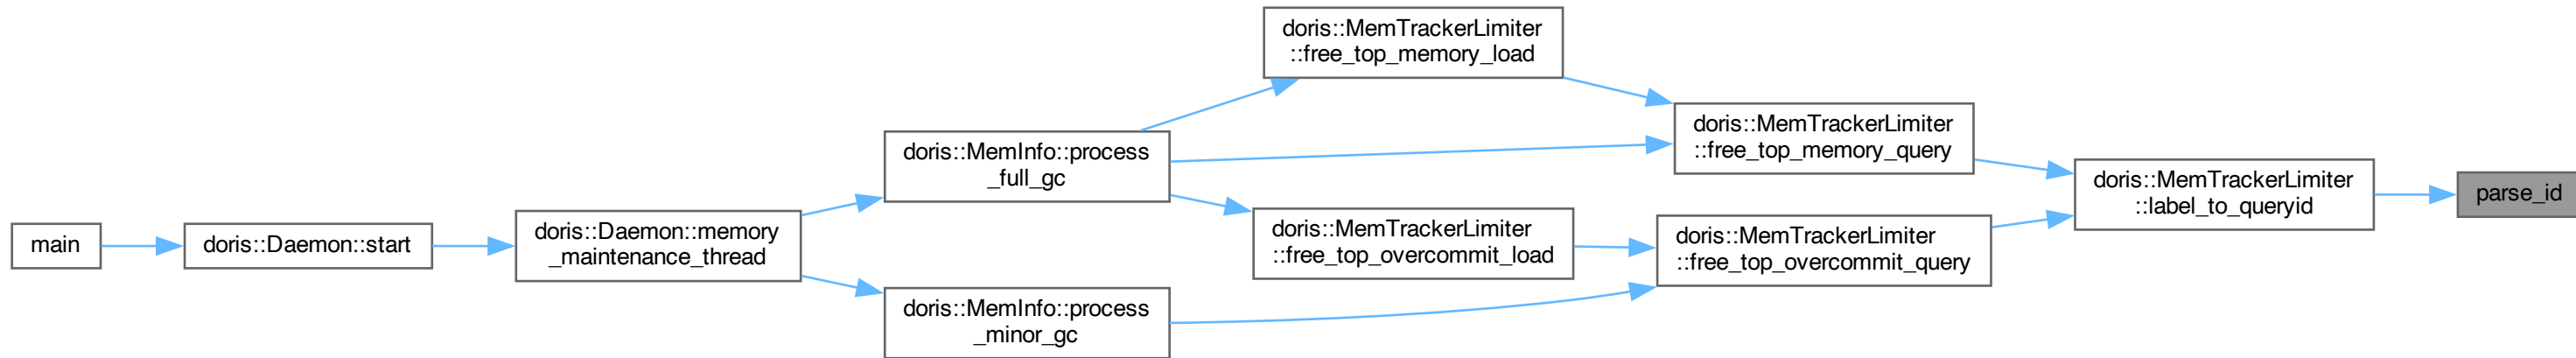 main
doris::Daemon::start
doris::Daemon::memory
_maintenance_thread
doris::MemInfo::process
_full_gc
doris::MemInfo::process
_minor_gc
doris::MemTrackerLimiter
::free_top_memory_load
doris::MemTrackerLimiter
::free_top_overcommit_load
doris::MemTrackerLimiter
::free_top_memory_query
doris::MemTrackerLimiter
::free_top_overcommit_query
doris::MemTrackerLimiter
::label_to_queryid
parse_id